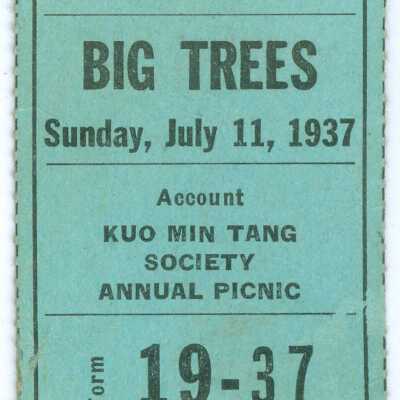 BIG TREES
Sunday, July 11, 1937
Account
KUO MIN TANG
SOCIETY
ANNUAL PICNIC
Form
19-37